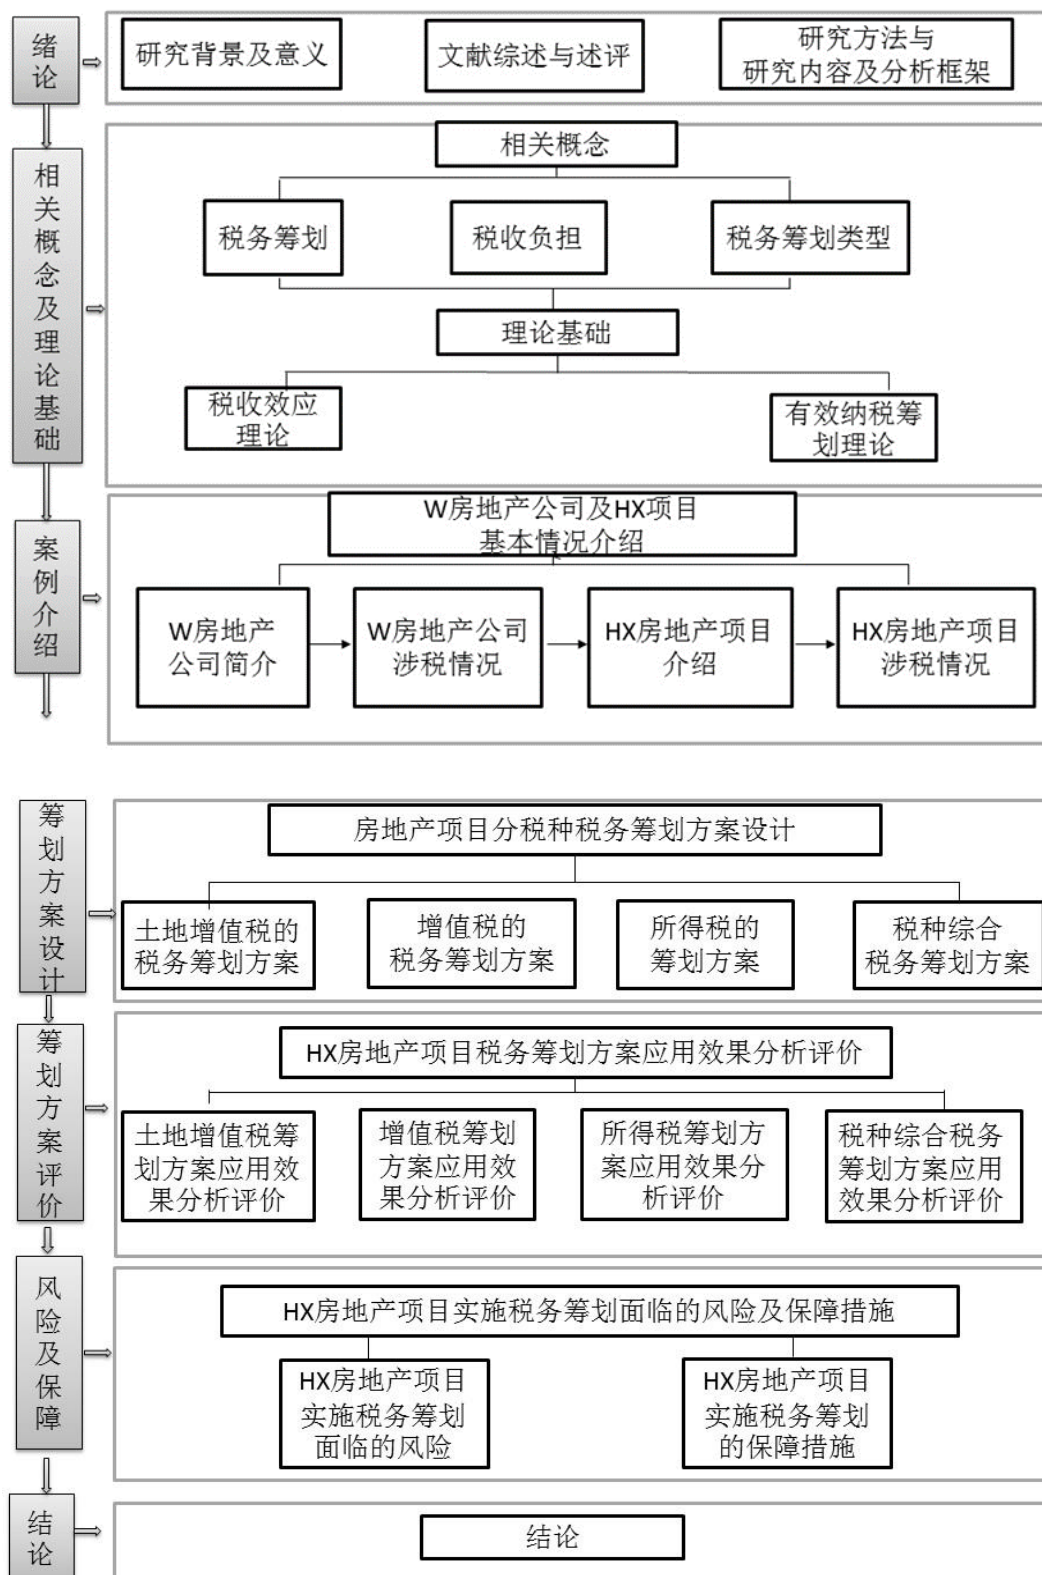 绪论
研究背景及意义
文献综述与述评
研究方法与
研究内容及分析框架
相关概念及理论基础
相关概念
税务筹划
税收负担
税务筹划类型
理论基础
税收效应
理论
有效纳税筹
划理论
案例介绍
W房地产公司及HX项目
基本情况介绍
W房地产
公司简介
W房地产公司
涉税情况
HX房地产项目
介绍
HX房地产项目
涉税情况
筹划方案设计
房地产项目分税种税务筹划方案设计
土地增值税的
税务筹划方案
增值税的
税务筹划方案
所得税的
筹划方案
税种综合
税务筹划方案
筹划方案评价
HX房地产项目税务筹划方案应用效果分析评价
土地增值税筹
划方案应用效
果分析评价
增值税筹划
方案应用效
果分析评价
所得税筹划方
案应用效果分
析评价
税种综合税务
筹划方案应用
效果分析评价
风险及保障
HX房地产项目实施税务筹划面临的风险及保障措施
HX房地产项目
实施税务筹划
面临的风险
HX房地产项目
实施税务筹划
的保障措施
结论
结论